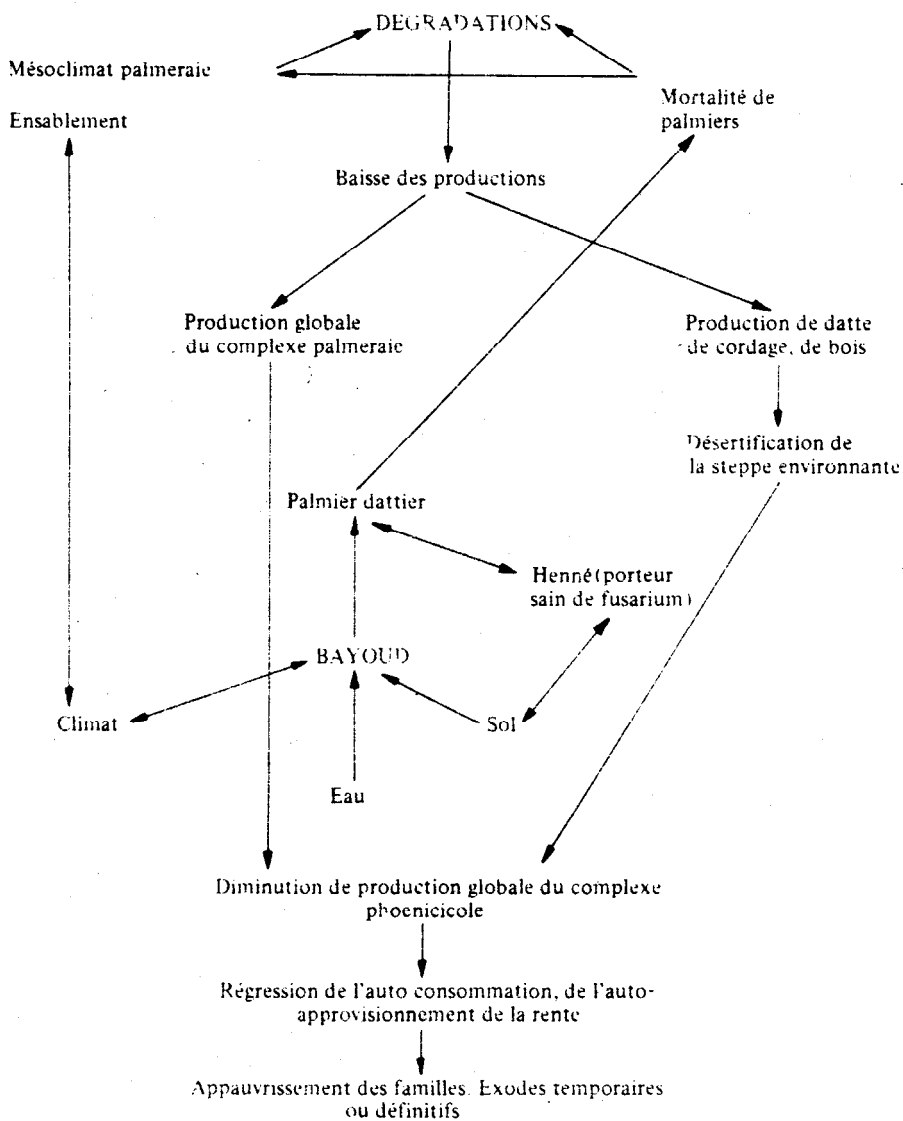 DEGRADATIONS
Mésoclimat palmeraie
Ensablement
Mortalité de
palmiers
Baisse des productions
Production globale
du complexe palmeraie
Production de datte
de cordage, de bois
Désertification de
la steppe environnante
Palmier dattier
Henné (porteur
sain de fusarium)
BAYOUD
Climat
Sol
Eau
Diminution de production globale du complexe
phoenicicole
Régression de l'auto consommation, de l'auto-
approvisionnement de la rente
Appauvrissement des familles. Exodes temporaires
ou définitifs